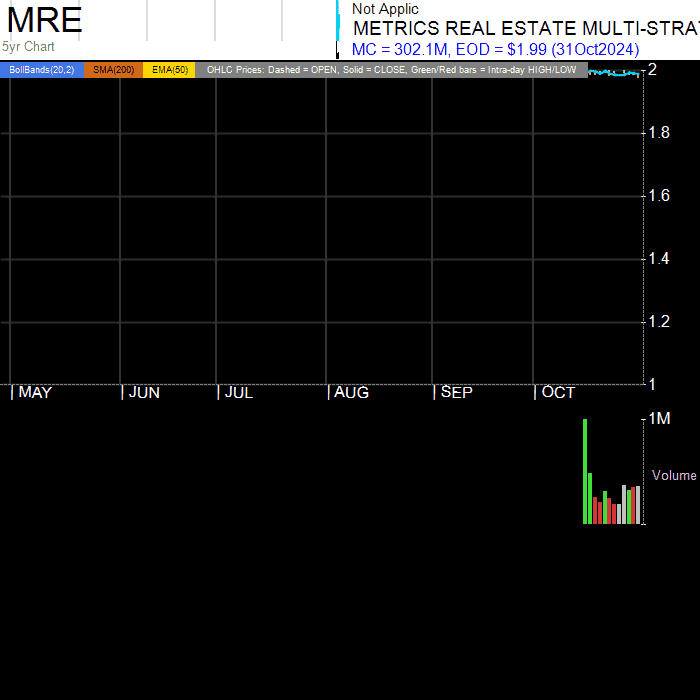 MRE
5yr Chart
Not Applic
METRICS REAL ESTATE MULTI-STRAT
MC = 302.1M, EOD = $1.99 (31Oct2024)
BollBands(20,2) SMA(200) EMA(50) OHLC Prices: Dashed = OPEN, Solid = CLOSE, Green/Red bars = Intra-day HIGH/LOW
2
1.8
1.6
1.4
1.2
1
MAY JUN JUL AUG SEP OCT
1M
Volume